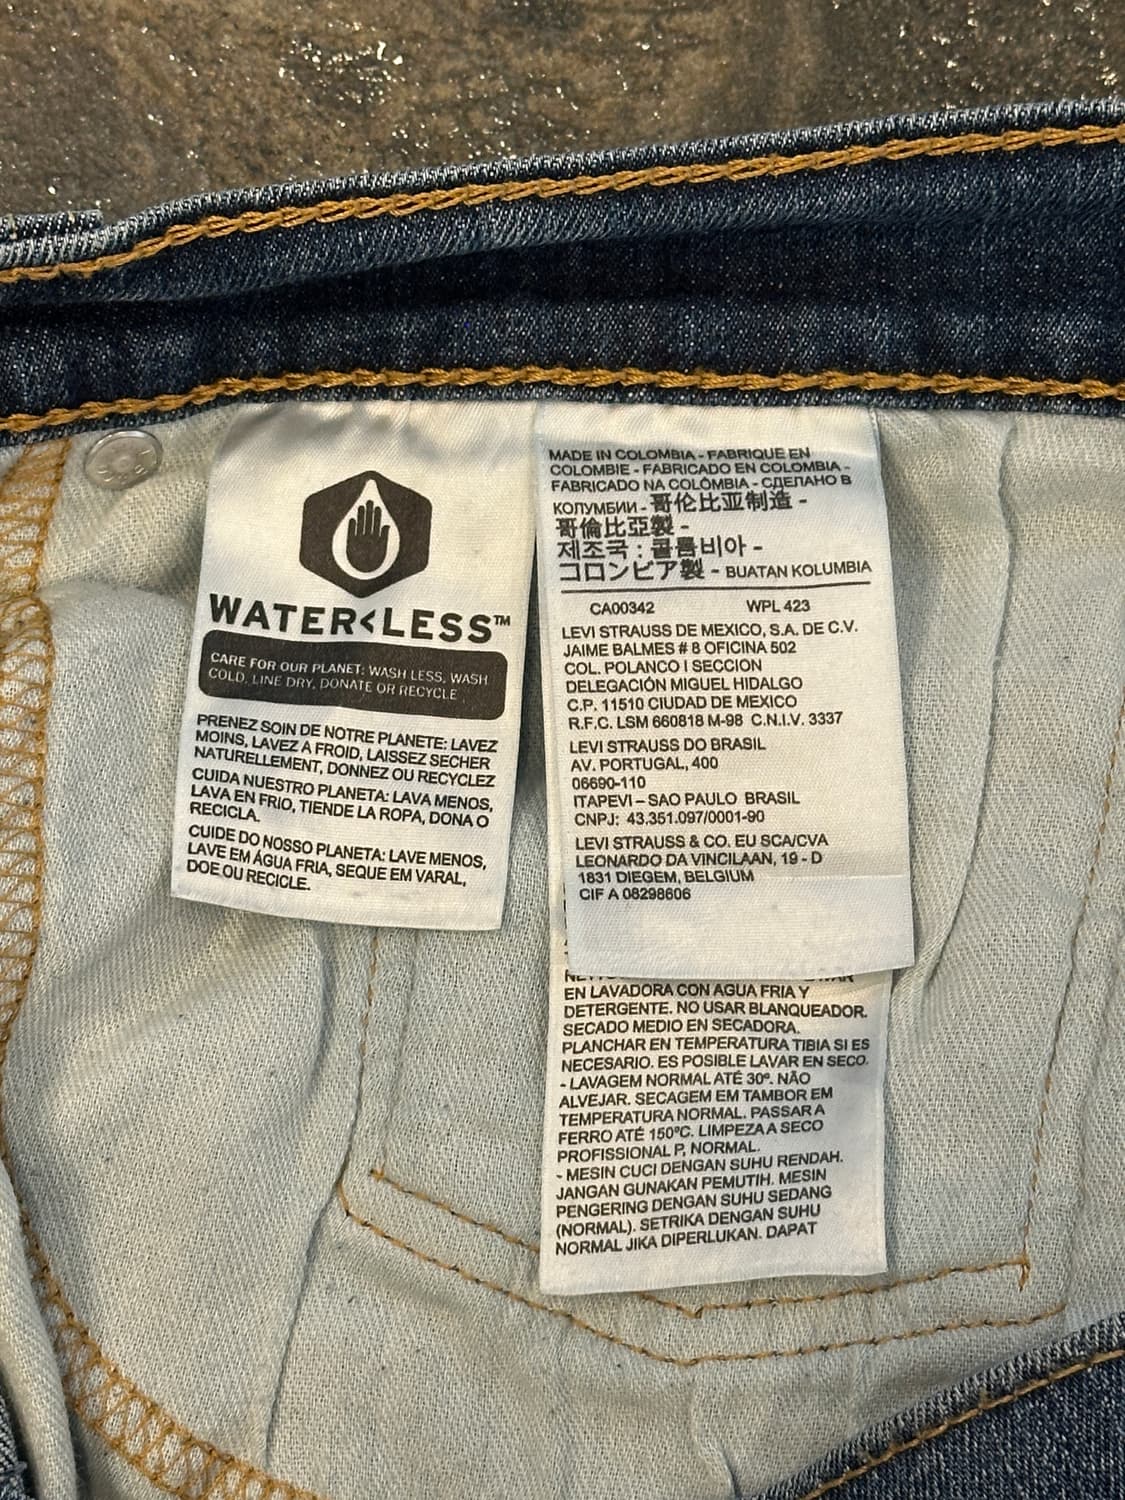 WATER<LESS™
CARE FOR OUR PLANET: WASH LESS, WASH
COLD, LINE DRY, DONATE OR RECYCLE
PRENEZ SOIN DE NOTRE PLANETE: LAVEZ
MOINS, LAVEZ A FROID, LAISSEZ SECHER
NATURELLEMENT, DONNEZ OU RECYCLEZ
CUIDA NUESTRO PLANETA: LAVA MENOS,
LAVA EN FRIO, TIENDE LA ROPA, DONA O
RECICLA.
CUIDE DO NOSSO PLANETA: LAVE MENOS,
LAVE EM ÁGUA FRIA, SEQUE EM VARAL,
DOE OU RECICLE.
MADE IN COLOMBIA - FABRIQUE EN
COLOMBIE - FABRICADO EN COLOMBIA -
FABRICADO NA COLÔMBIA - СДЕЛАНО В
КОЛУМБИИ - 哥伦比亚制造 -
哥倫比亞製 -
제조국 : 콜롬비아 -
コロンビア製 - BUATAN KOLUMBIA
CA00342 WPL 423
LEVI STRAUSS DE MEXICO, S.A. DE C.V.
JAIME BALMES # 8 OFICINA 502
COL. POLANCO I SECCION
DELEGACIÓN MIGUEL HIDALGO
C.P. 11510 CIUDAD DE MEXICO
R.F.C. LSM 660818 M-98 C.N.I.V. 3337
LEVI STRAUSS DO BRASIL
AV. PORTUGAL, 400
06690-110
ITAPEVI – SAO PAULO BRASIL
CNPJ: 43.351.097/0001-90
LEVI STRAUSS & CO. EU SCA/CVA
LEONARDO DA VINCILAAN, 19 - D
1831 DIEGEM, BELGIUM
CIF A 08298606
EN LAVADORA CON AGUA FRIA Y
DETERGENTE. NO USAR BLANQUEADOR.
SECADO MEDIO EN SECADORA.
PLANCHAR EN TEMPERATURA TIBIA SI ES
NECESARIO. ES POSIBLE LAVAR EN SECO.
- LAVAGEM NORMAL ATÉ 30º. NÃO
ALVEJAR. SECAGEM EM TAMBOR EM
TEMPERATURA NORMAL. PASSAR A
FERRO ATÉ 150ºC. LIMPEZA A SECO
PROFISSIONAL P, NORMAL.
- MESIN CUCI DENGAN SUHU RENDAH.
JANGAN GUNAKAN PEMUTIH. MESIN
PENGERING DENGAN SUHU SEDANG
(NORMAL). SETRIKA DENGAN SUHU
NORMAL JIKA DIPERLUKAN. DAPAT